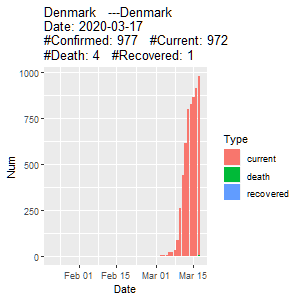 Denmark   ---Denmark
Date: 2020-03-17
#Confirmed: 977   #Current: 972
#Death: 4   #Recovered: 1
1000
750
500
250
0
Num
Feb 01
Feb 15
Mar 01
Mar 15
Date
Type
current
death
recovered